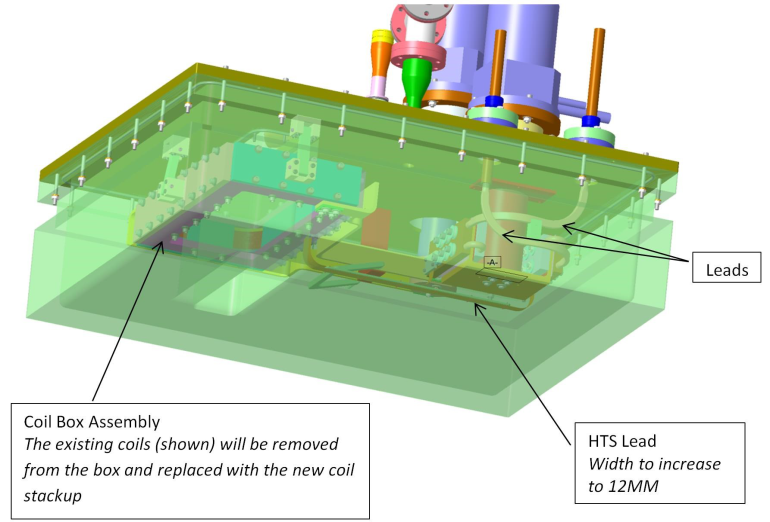 -A-
Leads
Coil Box Assembly
The existing coils (shown) will be removed
from the box and replaced with the new coil
stackup
HTS Lead
Width to increase
to 12MM